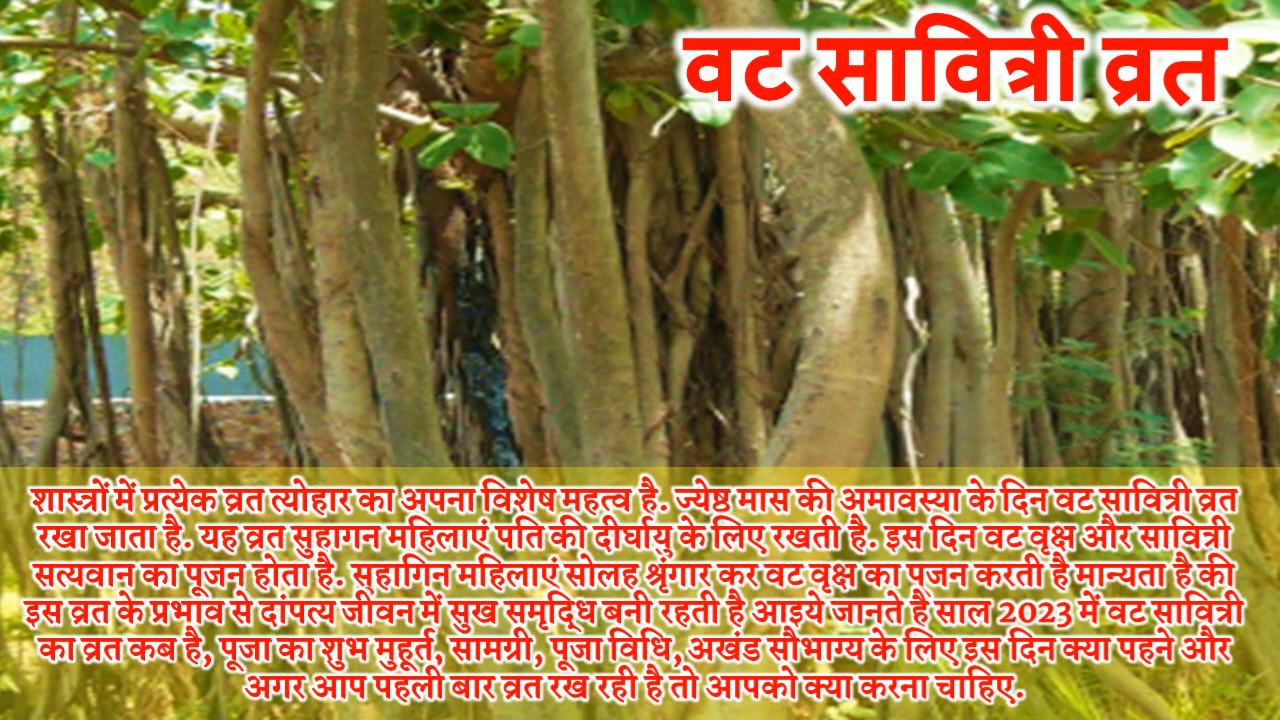 वट सावित्री व्रत
शास्त्रों में प्रत्येक व्रत त्योहार का अपना विशेष महत्व है. ज्येष्ठ मास की अमावस्या के दिन वट सावित्री व्रत
रखा जाता है. यह व्रत सुहागन महिलाएं पति की दीर्घायु के लिए रखती है. इस दिन वट वृक्ष और सावित्री
सत्यवान का पूजन होता है. सुहागिन महिलाएं सोलह श्रृंगार कर वट वृक्ष का पूजन करती है मान्यता है की
इस व्रत के प्रभाव से दांपत्य जीवन में सुख समृद्धि बनी रहती है आइये जानते है साल 2023 में वट सावित्री
का व्रत कब है, पूजा का शुभ मुहूर्त, सामग्री, पूजा विधि, अखंड सौभाग्य के लिए इस दिन क्या पहने और
अगर आप पहली बार व्रत रख रही है तो आपको क्या करना चाहिए.